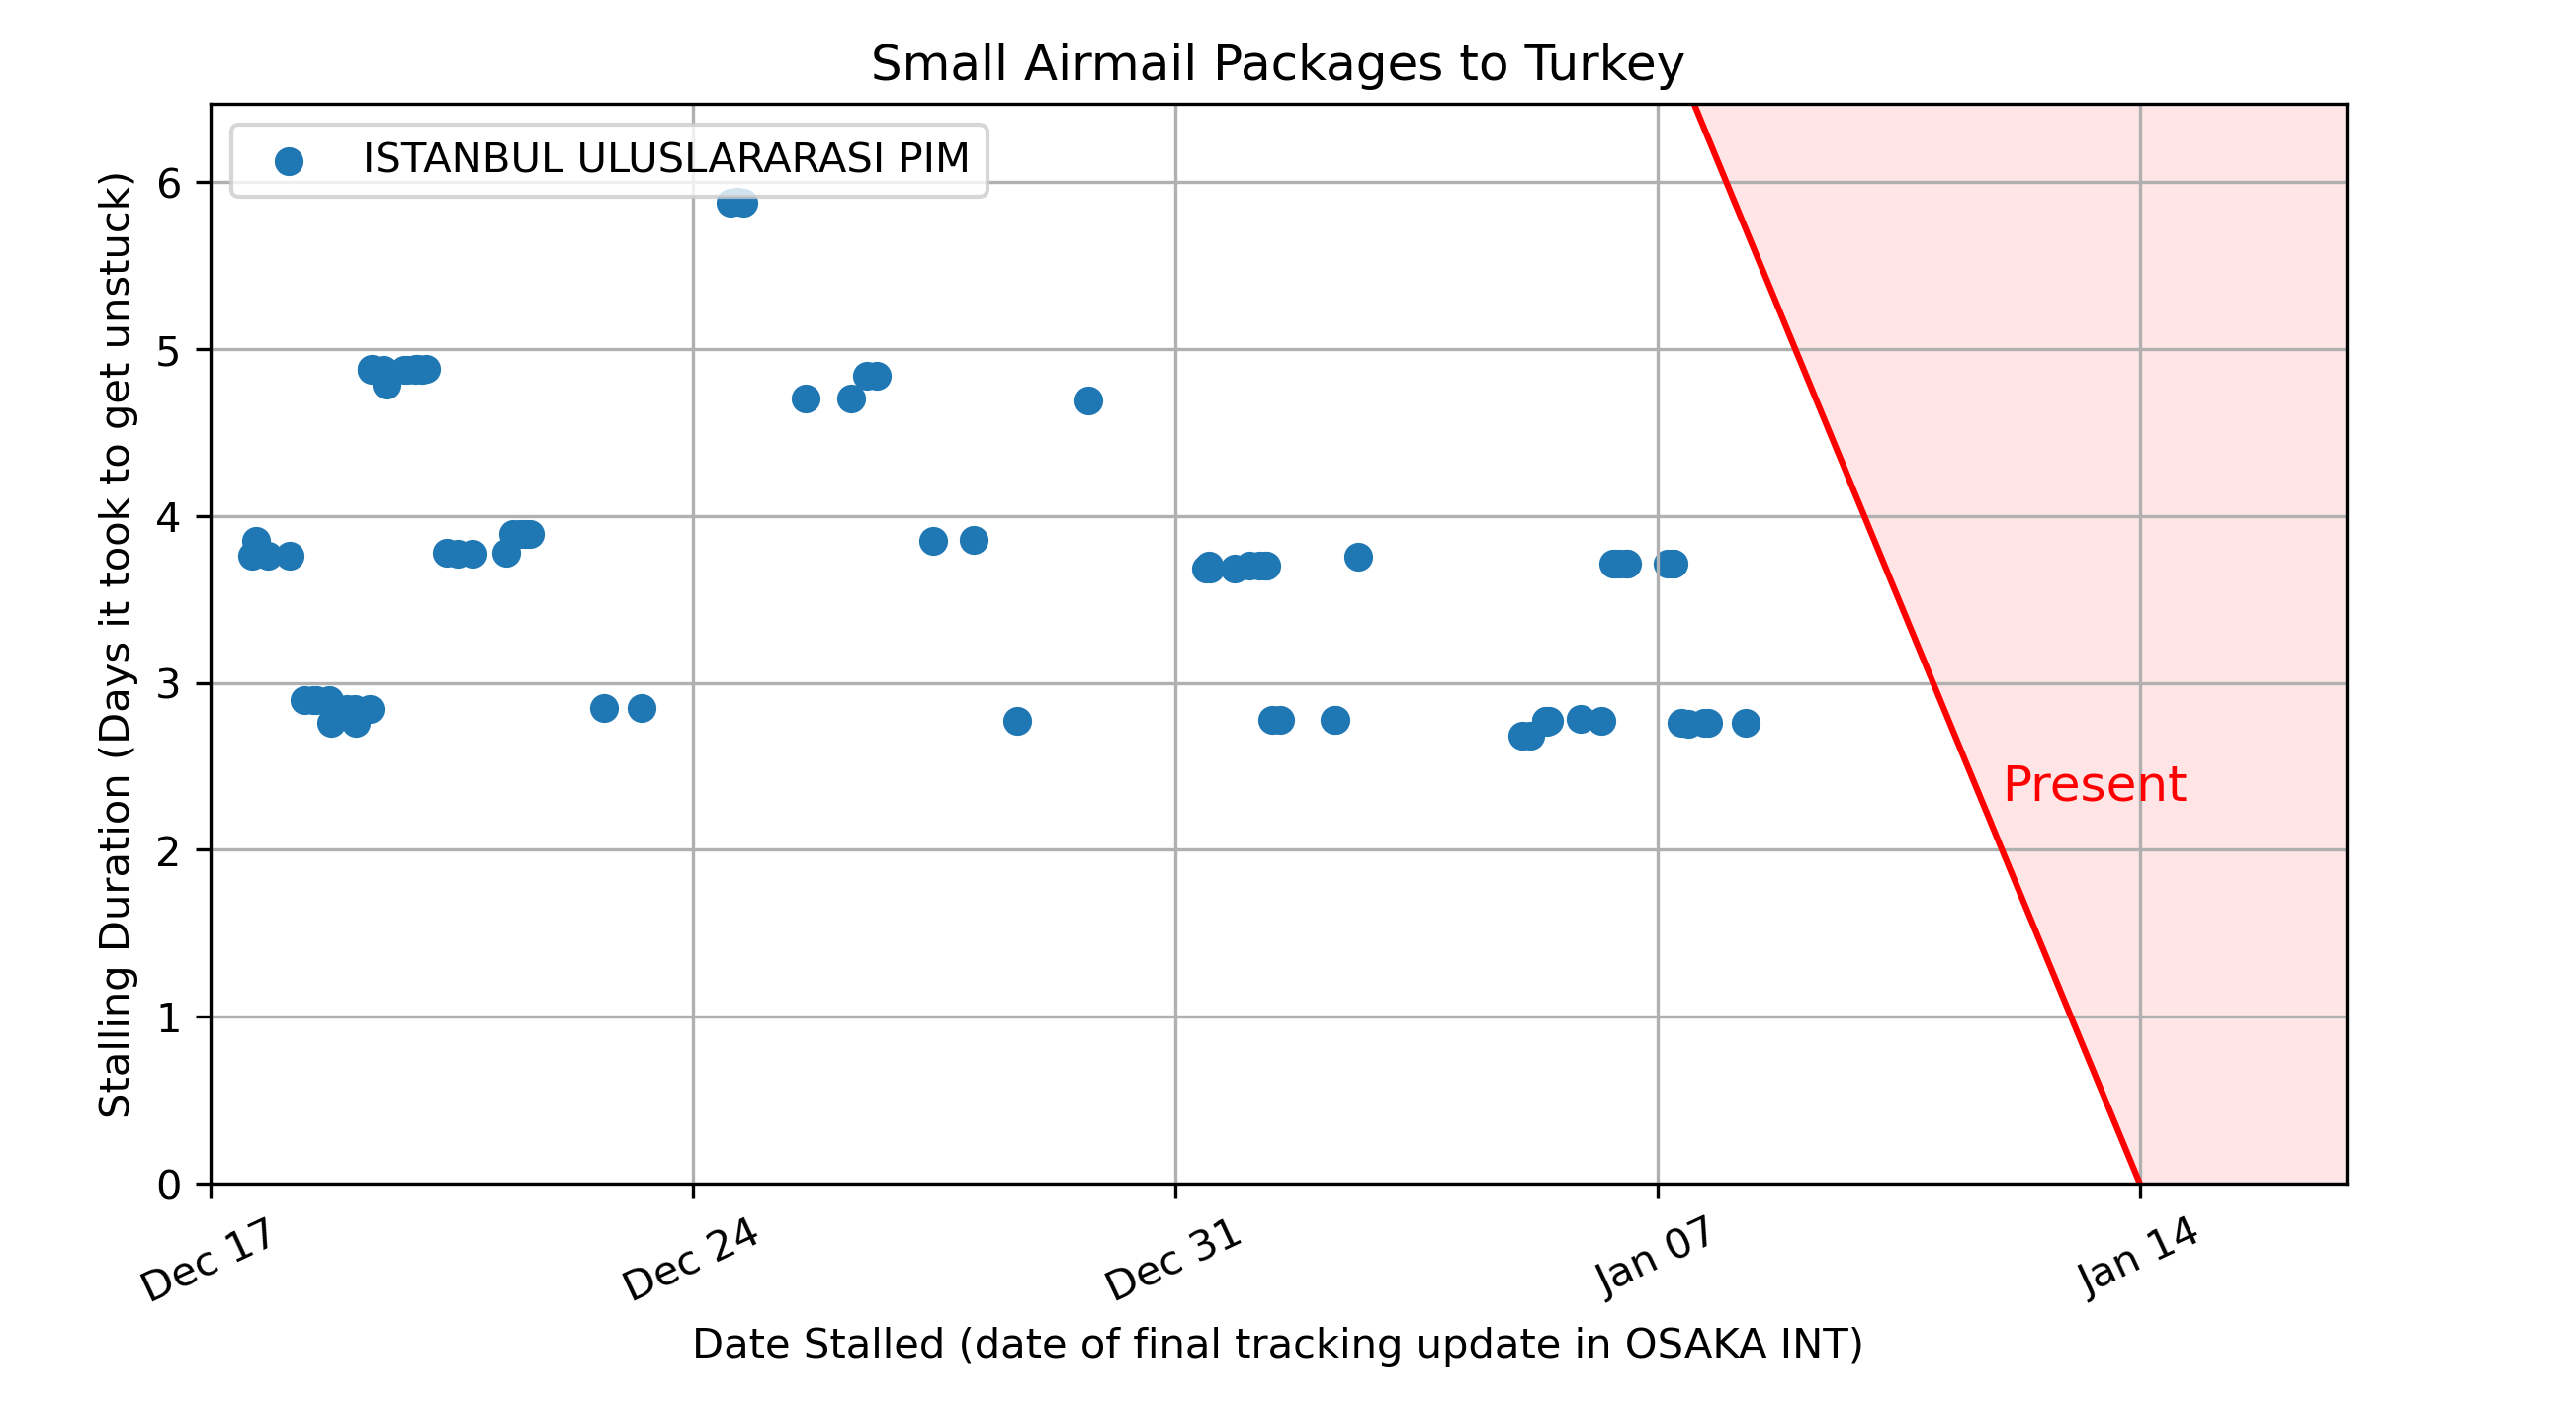 Small Airmail Packages to Turkey
ISTANBUL ULUSLARARASI PIM
Stalling Duration (Days it took to get unstuck)
6
5
4
3
2
1
0
Present
Dec 17
Dec 24
Dec 31
Jan 07
Jan 14
Date Stalled (date of final tracking update in OSAKA INT)